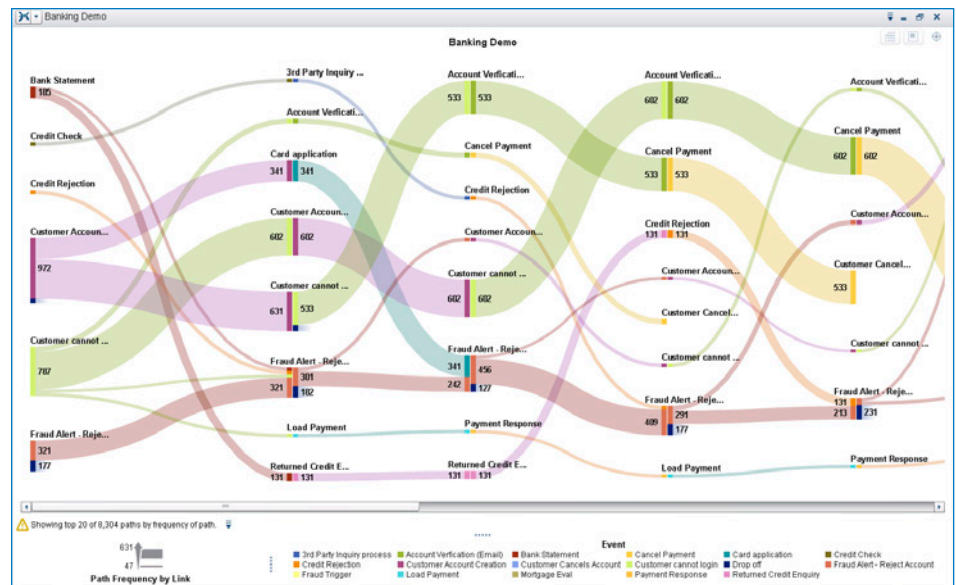 Banking Demo
Banking Demo
Bank Statement
185
Credit Check
Credit Rejection
Customer Accoun...
972
Customer cannot ...
787
Fraud Alert - Reje...
321
177
3rd Party Inquiry ...
Account Verficati...
Card application
341 341
Customer Accoun...
602 602
Customer cannot ...
631 533
Fraud Alert - Reje...
321 301
182
Load Payment
Returned Credit E...
131 131
Account Verficati...
533 533
Cancel Payment
Credit Rejection
Customer Accoun...
Customer cannot ...
602 602
Fraud Alert - Reje...
341 456
242 127
Payment Response
Returned Credit E...
131 131
Account Verficati...
602 602
Cancel Payment
533 533
Credit Rejection
131 131
Customer Accoun...
Customer Cancel...
Customer cannot ...
Fraud Alert - Reje...
409 291
177
Load Payment
Account Verficati...
Cancel Payment
602 602
Customer Accoun...
Customer Cancel...
533
Customer cannot ...
Fraud Alert - Reje...
131
213 231
Payment Response
Showing top 20 of 8,304 paths by frequency of path.
631
47
Path Frequency by Link
Event
3rd Party Inquiry process Account Verfication (Email) Bank Statement Cancel Payment Card application Credit Check
Credit Rejection Customer Account Creation Customer Cancels Account Customer cannot login Drop off Fraud Alert - Reject Account
Fraud Trigger Load Payment Mortgage Eval Payment Response Returned Credit Enquiry